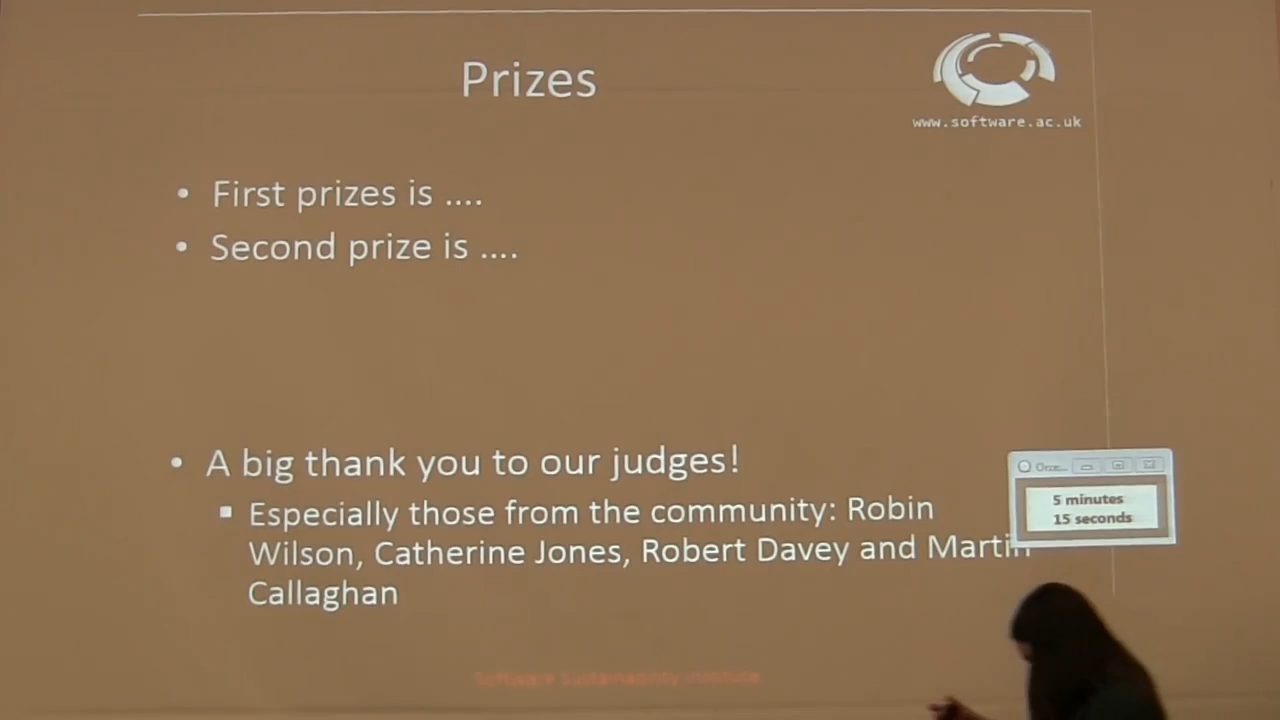 Prizes
www.software.ac.uk
• First prizes is ....
• Second prize is ....
• A big thank you to our judges!
▪ Especially those from the community: Robin
Wilson, Catherine Jones, Robert Davey and Martin
Callaghan
5 minutes
15 seconds
Software Sustainability Institute